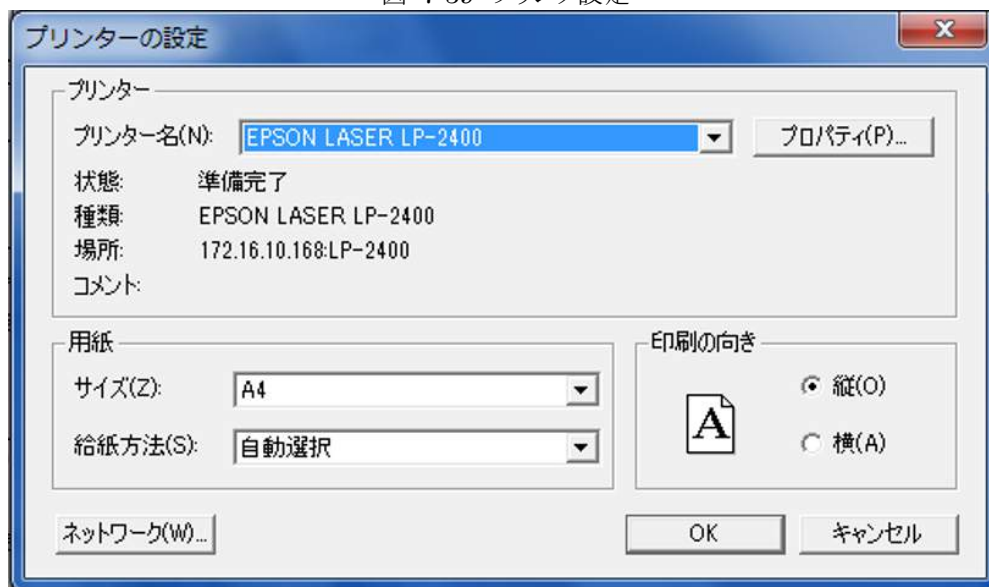 プリンターの設定
プリンター
プリンター名(N): EPSON LASER LP-2400 プロパティ(P)...
状態: 準備完了
種類: EPSON LASER LP-2400
場所: 172.16.10.168:LP-2400
コメント:
用紙
サイズ(Z): A4
給紙方法(S): 自動選択
印刷の向き
A
縦(O)
横(A)
ネットワーク(W)... OK キャンセル